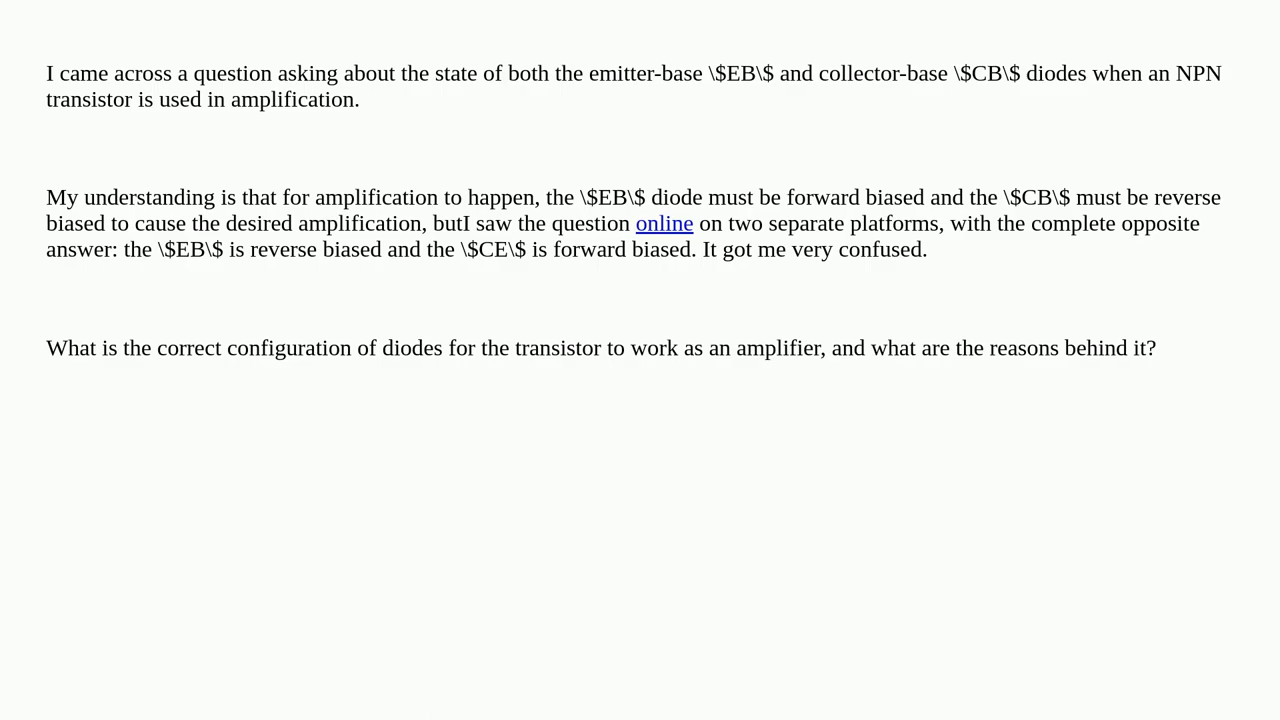 I came across a question asking about the state of both the emitter-base \$EB\$ and collector-base \$CB\$ diodes when an NPN
transistor is used in amplification.
My understanding is that for amplification to happen, the \$EB\$ diode must be forward biased and the \$CB\$ must be reverse
biased to cause the desired amplification, butI saw the question online on two separate platforms, with the complete opposite
answer: the \$EB\$ is reverse biased and the \$CE\$ is forward biased. It got me very confused.
What is the correct configuration of diodes for the transistor to work as an amplifier, and what are the reasons behind it?